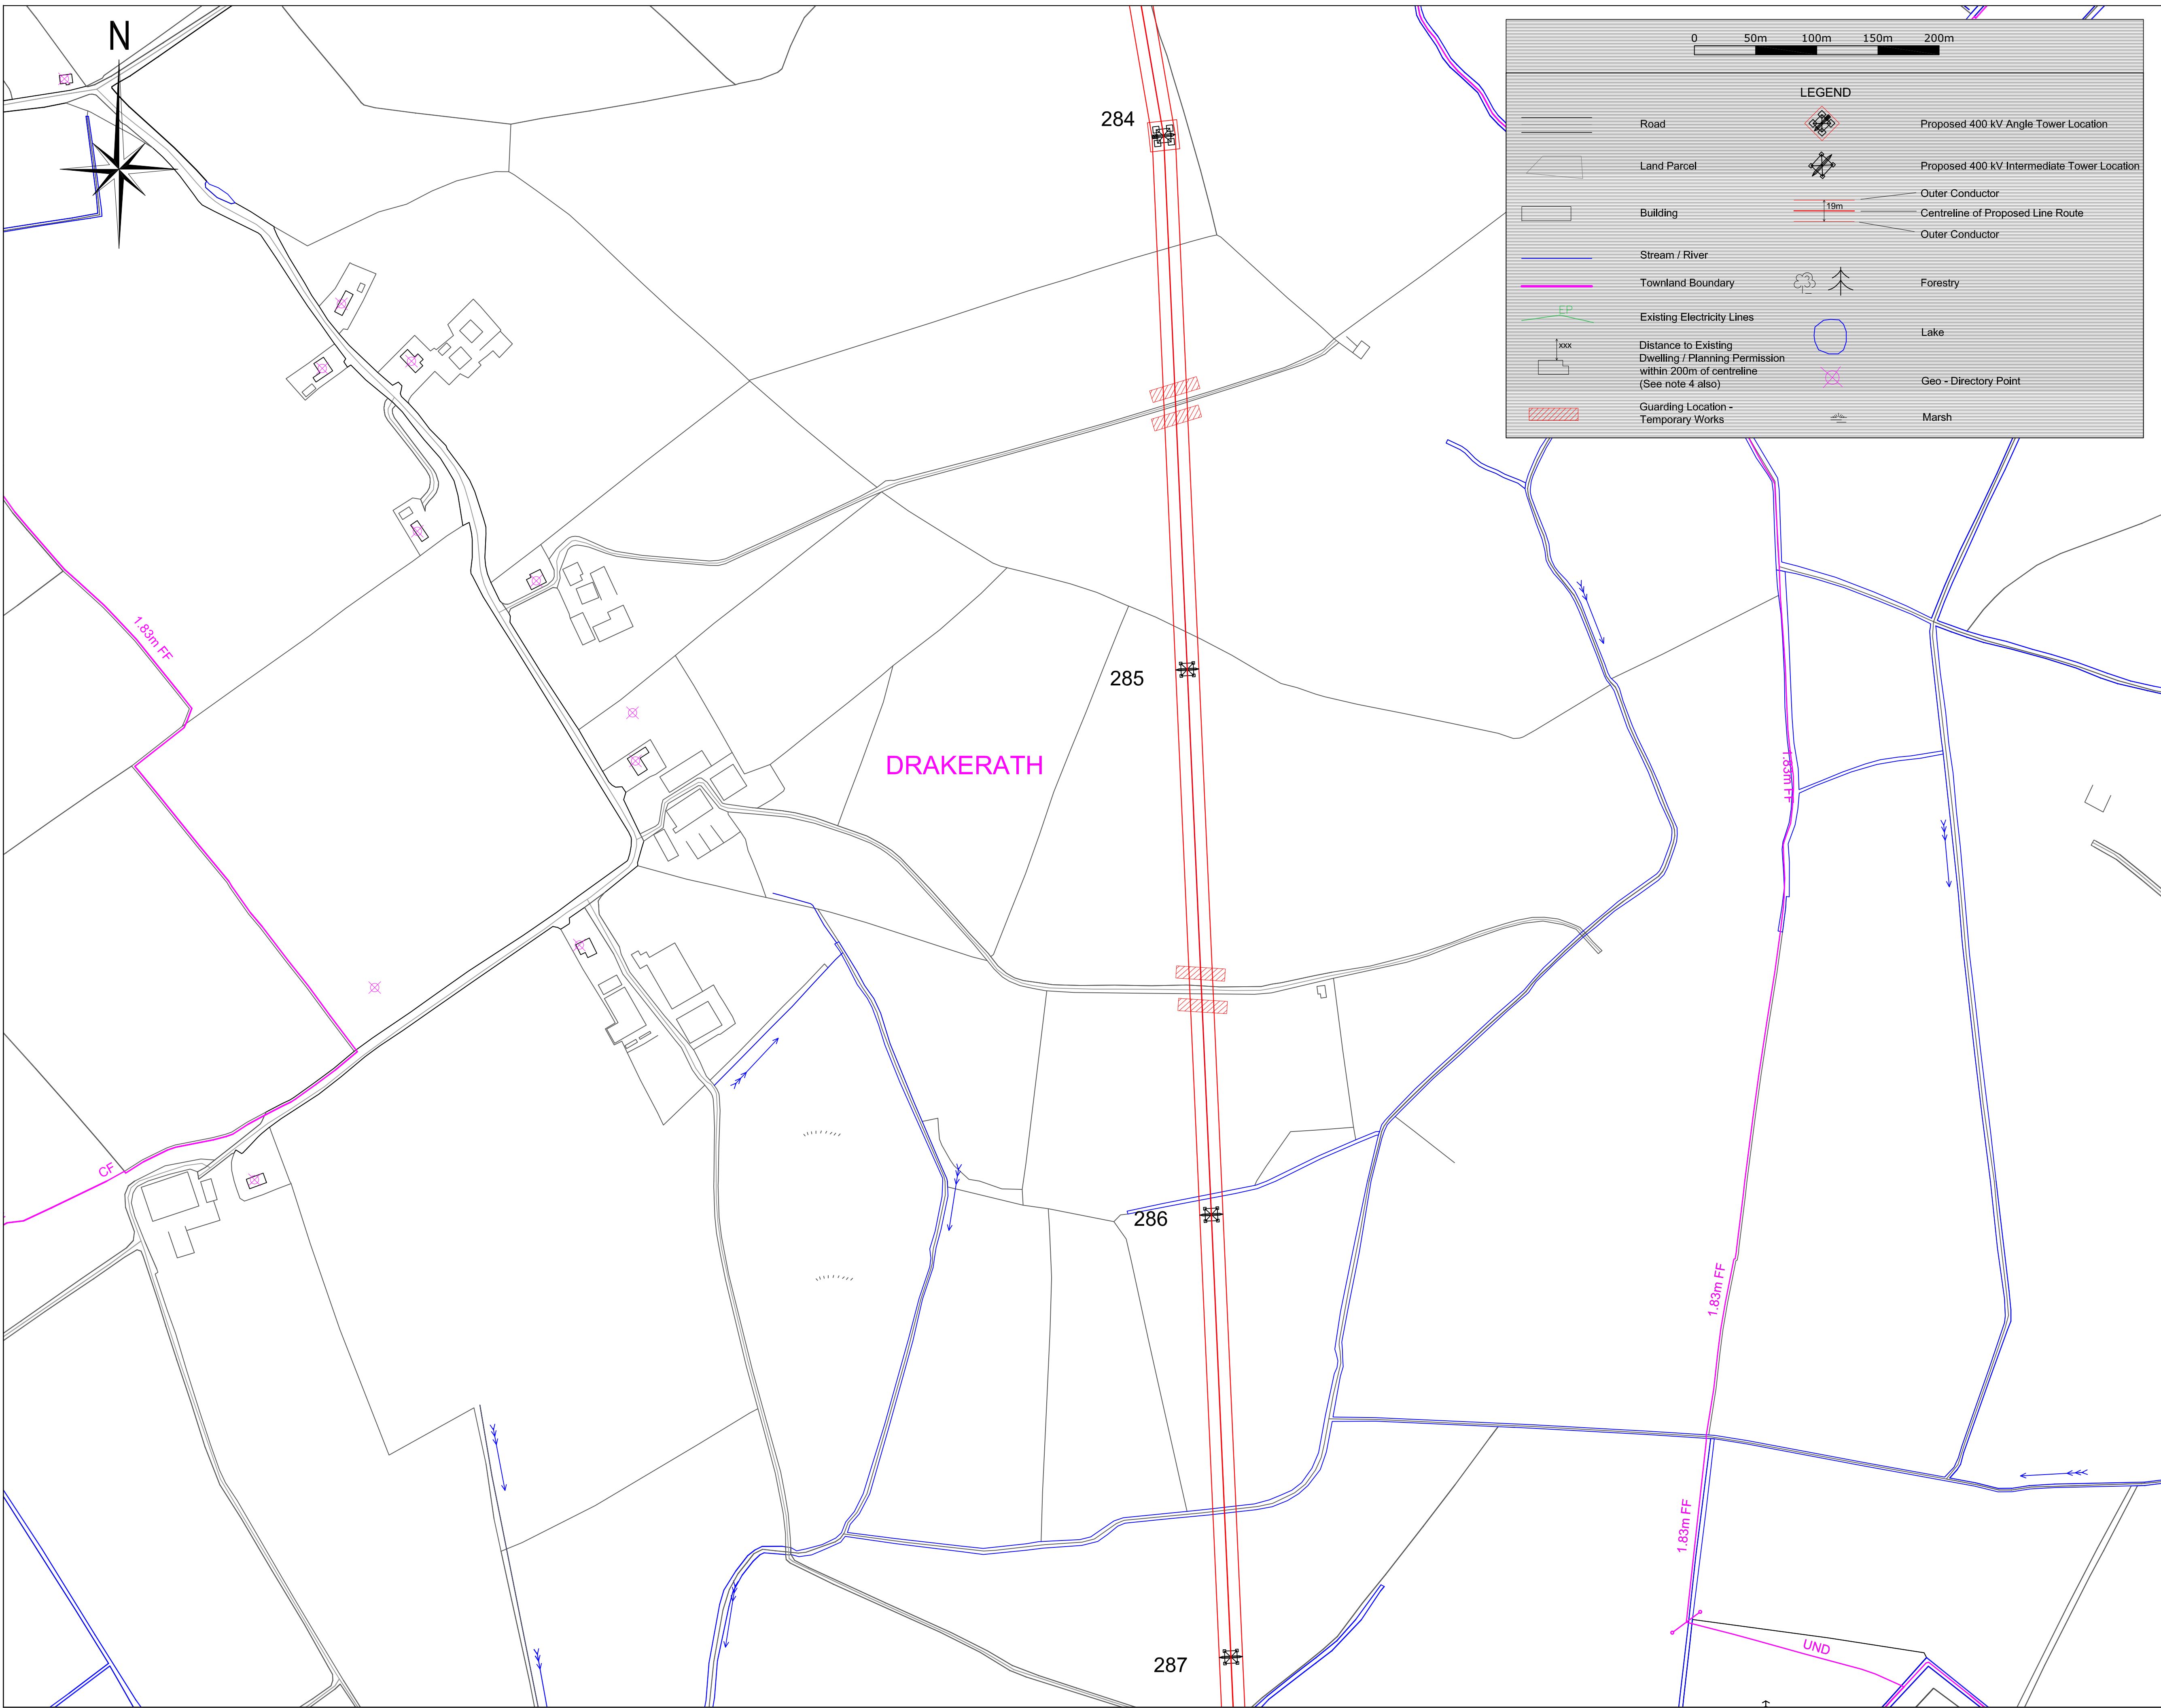 N
284
0 50m 100m 150m 200m
LEGEND
Road
Proposed 400 kV Angle Tower Location
Land Parcel
Proposed 400 kV Intermediate Tower Location
Outer Conductor
19m
Building
Centreline of Proposed Line Route
Outer Conductor
Stream / River
Townland Boundary
Forestry
EP
Existing Electricity Lines
Lake
xxx
Distance to Existing
Dwelling / Planning Permission
within 200m of centreline
(See note 4 also)
Geo - Directory Point
Guarding Location -
Temporary Works
Marsh
1.83m FF
285
DRAKERATH
1.83m FF
CF
286
1.83m FF
1.83m FF
UND
287